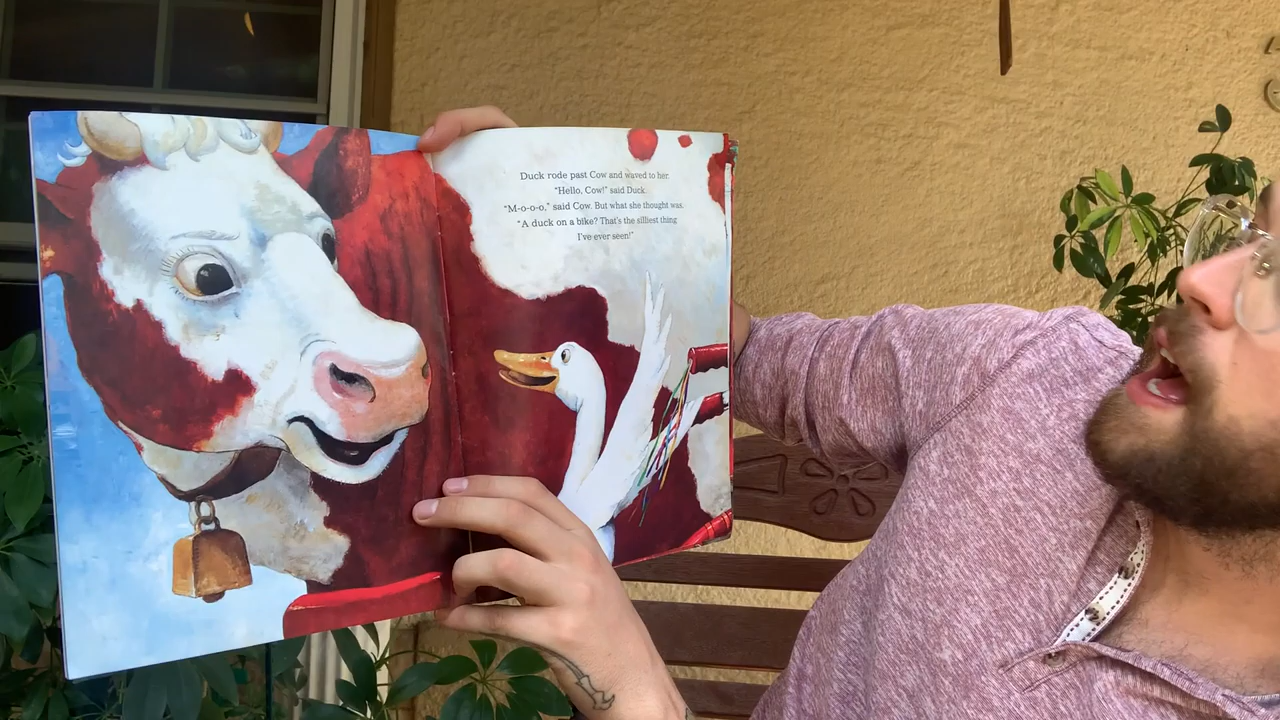 Duck rode past Cow and waved to her.
"Hello, Cow!" said Duck.
"M-o-o-o," said Cow. But what she thought was,
"A duck on a bike? That's the silliest thing
I've ever seen!"